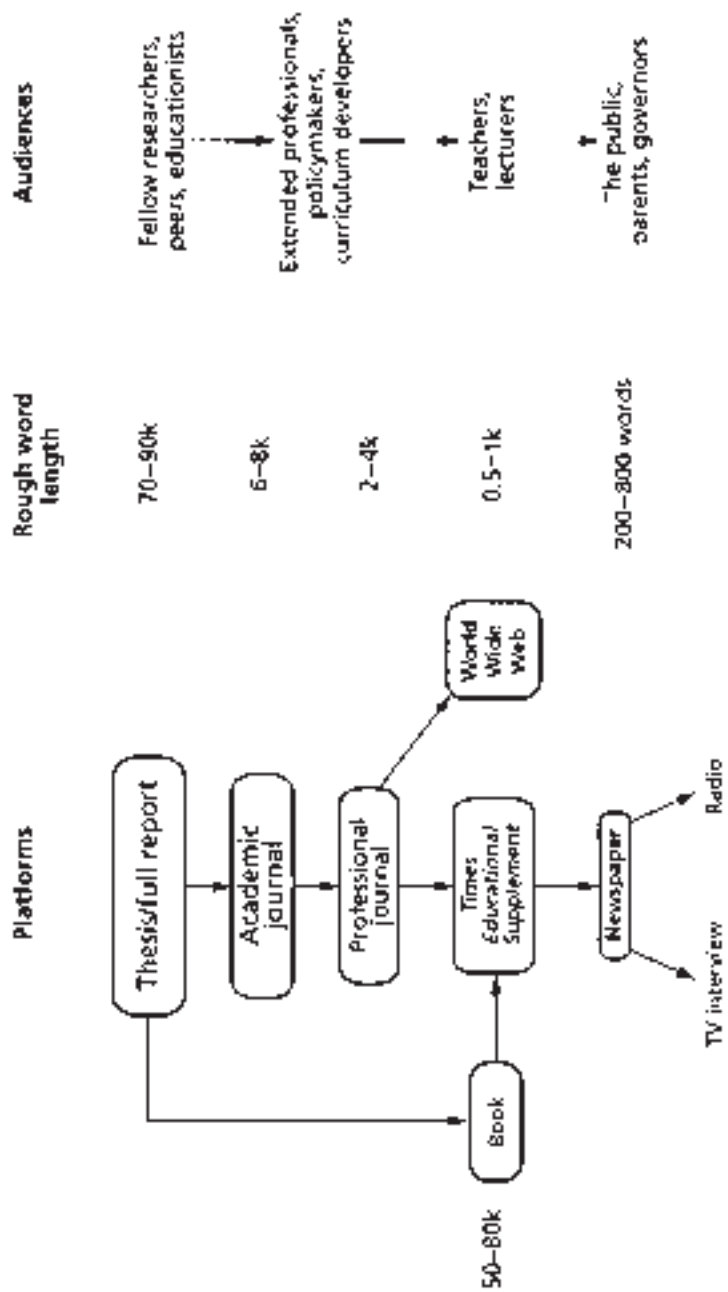 Platforms
Rough word
length
Audiences
Thesis/full report
70–90k
Fellow researchers,
peers, educationists
Academic
journal
6–8k
Extended professionals,
policymakers,
curriculum developers
Professional
journal
2–4k
World
Wide
Web
50–80k
Book
Times
Educational
Supplement
0.5–1k
Teachers,
lecturers
Newspaper
200–800 words
The public,
parents, governors
TV interview
Radio